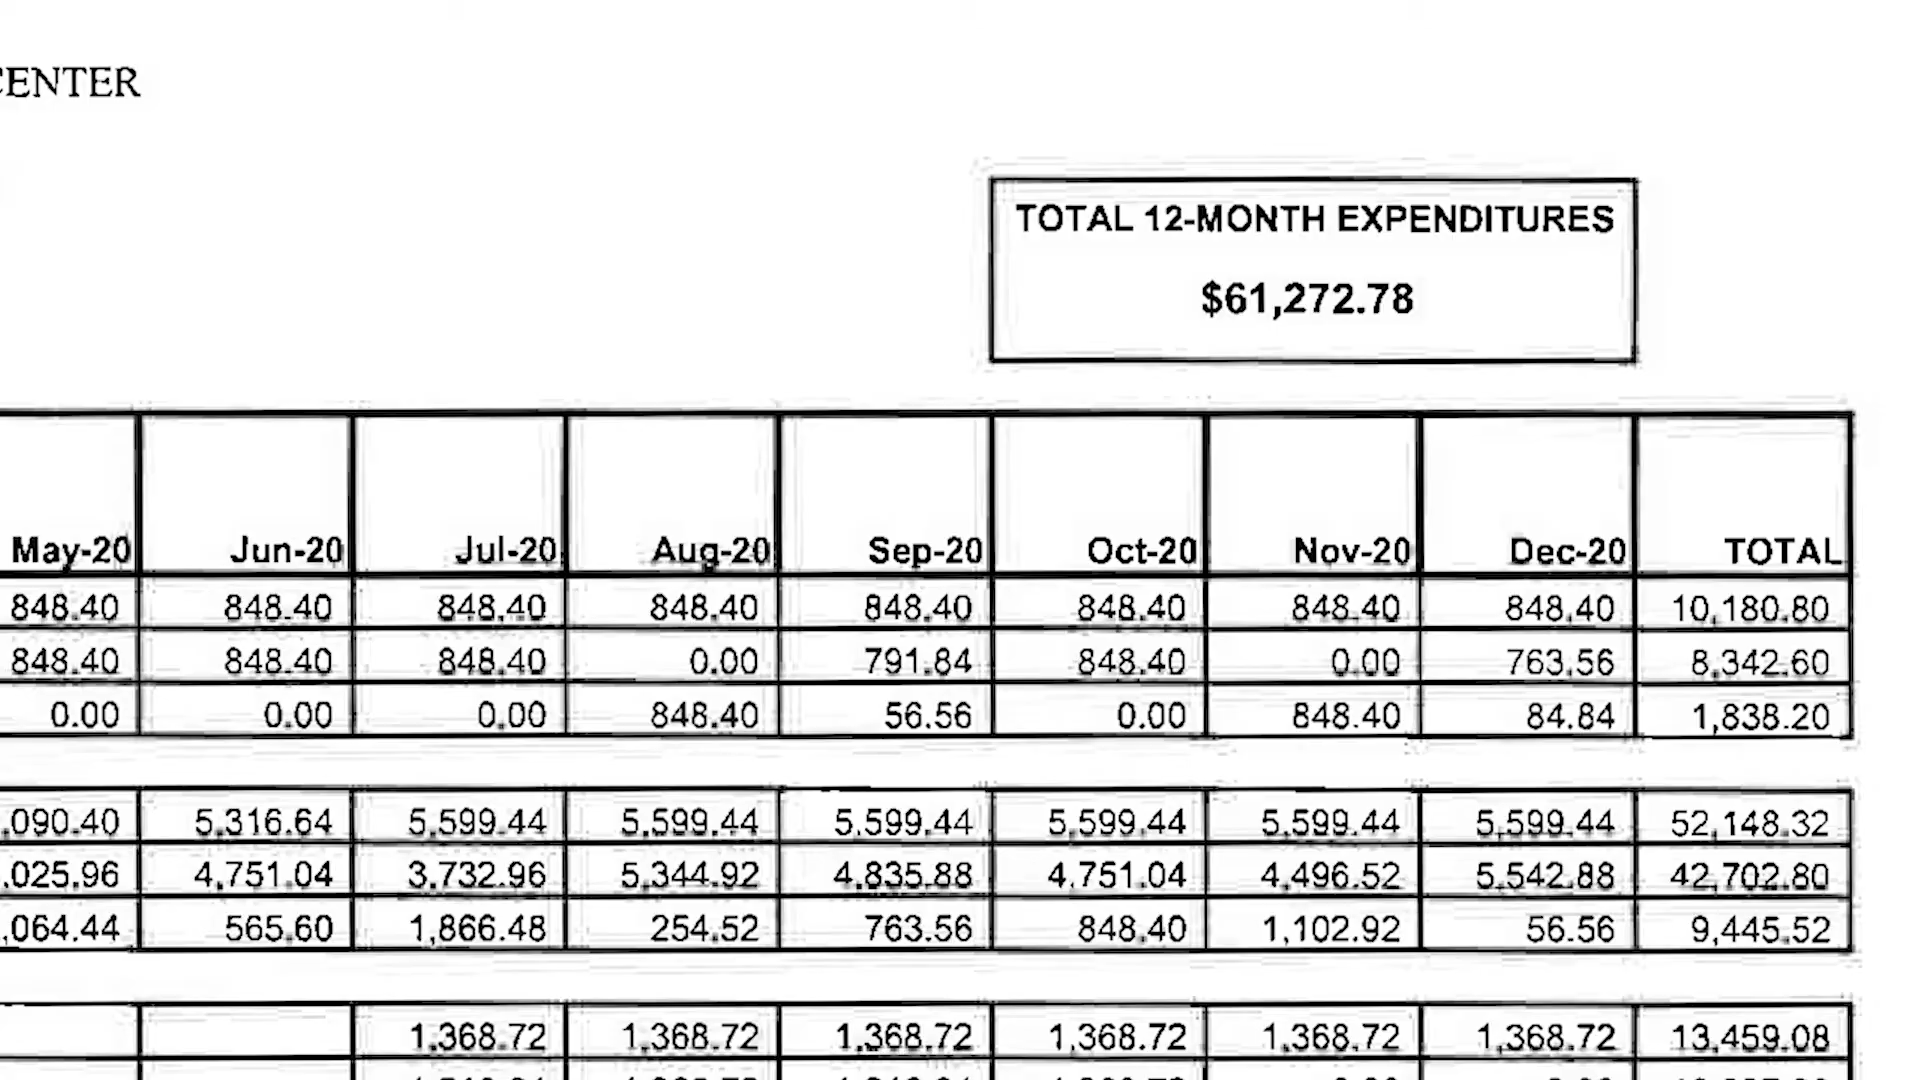 CENTER
TOTAL 12-MONTH EXPENDITURES
$61,272.78
May-20 Jun-20 Jul-20 Aug-20 Sep-20 Oct-20 Nov-20 Dec-20 TOTAL
848.40 848.40 848.40 848.40 848.40 848.40 848.40 848.40 10,180.80
848.40 848.40 848.40 0.00 791.84 848.40 0.00 763.56 8,342.60
0.00 0.00 0.00 848.40 56.56 0.00 848.40 84.84 1,838.20
,090.40 5,316.64 5,599.44 5,599.44 5,599.44 5,599.44 5,599.44 5,599.44 52,148.32
,025.96 4,751.04 3,732.96 5,344.92 4,835.88 4,751.04 4,496.52 5,542.88 42,702.80
,064.44 565.60 1,866.48 254.52 763.56 848.40 1,102.92 56.56 9,445.52
1,368.72 1,368.72 1,368.72 1,368.72 1,368.72 1,368.72 13,459.08